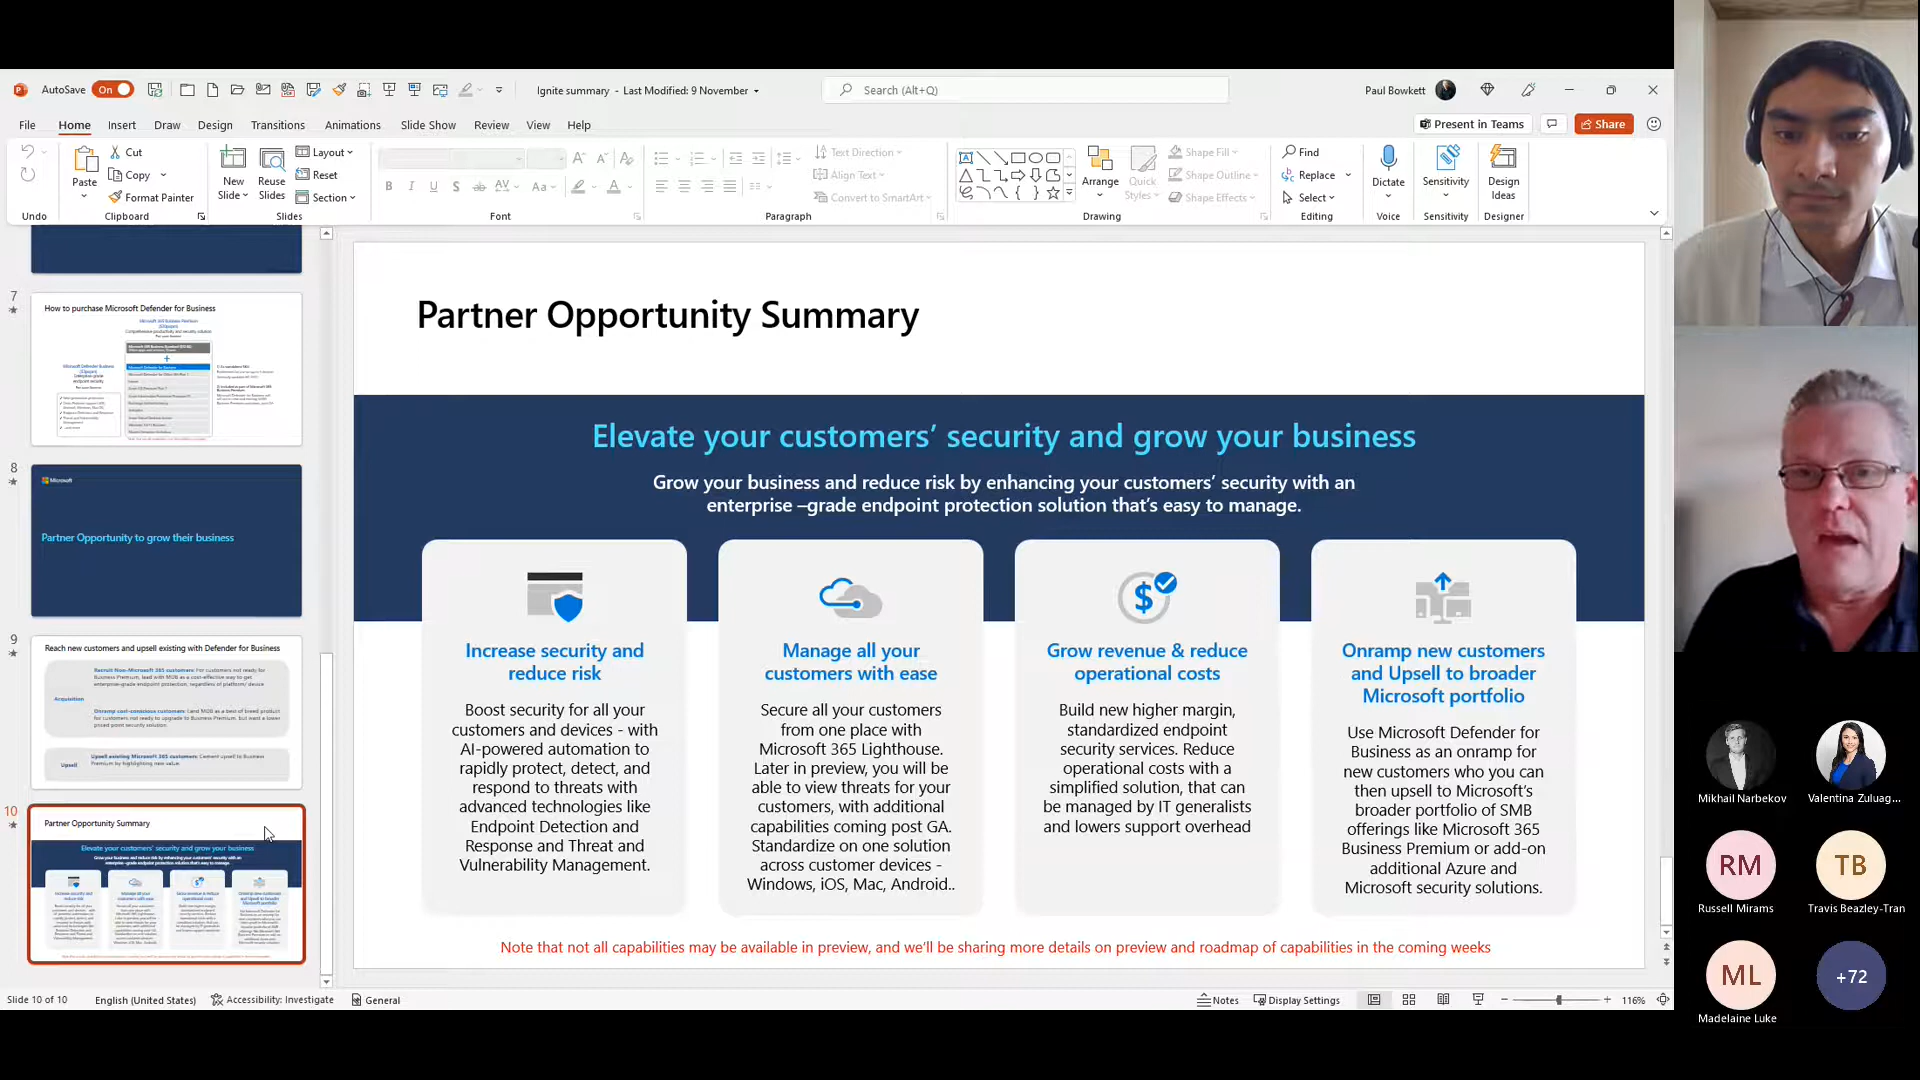 AutoSave On
Ignite summary - Last Modified: 9 November
Search (Alt+Q)
Paul Bowkett
File Home Insert Draw Design Transitions Animations Slide Show Review View Help
Present in Teams
Share
Undo
Paste
Cut
Copy
Format Painter
Clipboard
New Slide
Reuse Slides
Layout
Reset
Section
Slides
Font
Text Direction
Align Text
Convert to SmartArt
Paragraph
Arrange
Quick Styles
Shape Fill
Shape Outline
Shape Effects
Drawing
Find
Replace
Select
Editing
Dictate
Voice
Sensitivity
Sensitivity
Design Ideas
Designer
7
How to purchase Microsoft Defender for Business
8
Microsoft
Partner Opportunity to grow their business
9
Reach new customers and upsell existing with Defender for Business
Acquisition
Upsell
10
Partner Opportunity Summary
Elevate your customers' security and grow your business
Partner Opportunity Summary
Elevate your customers' security and grow your business
Grow your business and reduce risk by enhancing your customers' security with an
enterprise –grade endpoint protection solution that's easy to manage.
Increase security and
reduce risk
Boost security for all your
customers and devices - with
AI-powered automation to
rapidly protect, detect, and
respond to threats with
advanced technologies like
Endpoint Detection and
Response and Threat and
Vulnerability Management.
Manage all your
customers with ease
Secure all your customers
from one place with
Microsoft 365 Lighthouse.
Later in preview, you will be
able to view threats for your
customers, with additional
capabilities coming post GA.
Standardize on one solution
across customer devices -
Windows, iOS, Mac, Android..
Grow revenue & reduce
operational costs
Build new higher margin,
standardized endpoint
security services. Reduce
operational costs with a
simplified solution, that can
be managed by IT generalists
and lowers support overhead
Onramp new customers
and Upsell to broader
Microsoft portfolio
Use Microsoft Defender for
Business as an onramp for
new customers who you can
then upsell to Microsoft's
broader portfolio of SMB
offerings like Microsoft 365
Business Premium or add-on
additional Azure and
Microsoft security solutions.
Note that not all capabilities may be available in preview, and we'll be sharing more details on preview and roadmap of capabilities in the coming weeks
Slide 10 of 10
English (United States)
Accessibility: Investigate
General
Notes
Display Settings
116%
Mikhail Narbekov
Valentina Zuluag...
RM
Russell Mirams
TB
Travis Beazley-Tran
ML
Madelaine Luke
+72